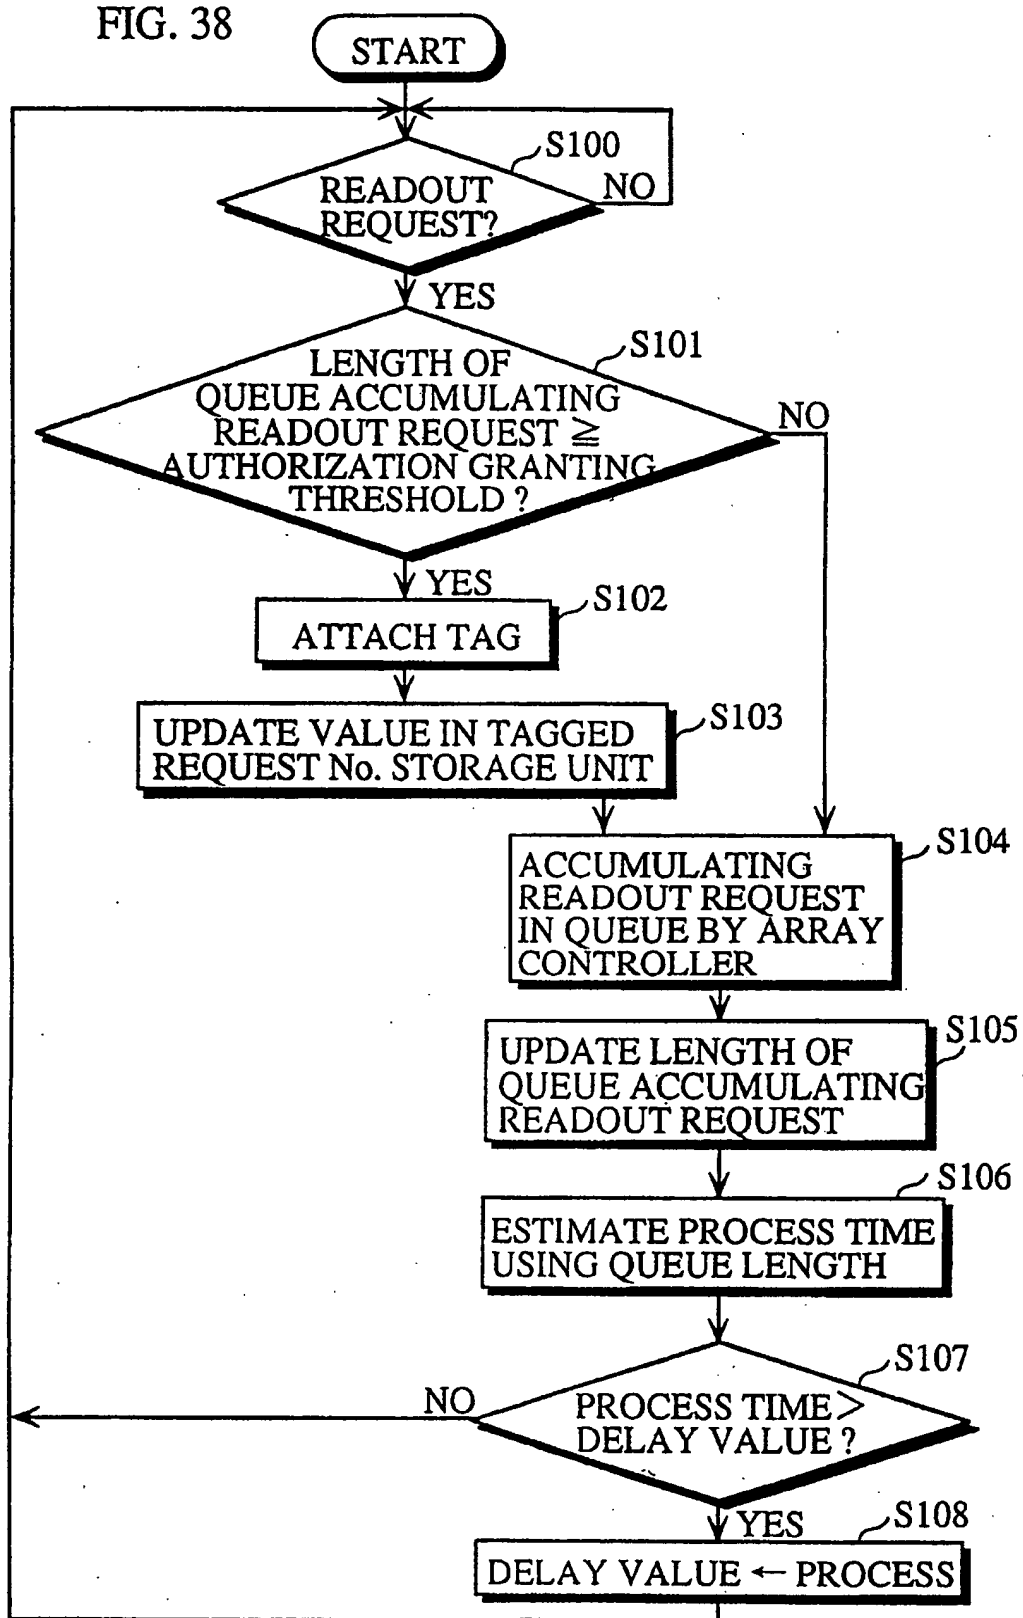 FIG. 38
START
S100
READOUT
REQUEST?
NO
YES
S101
LENGTH OF
QUEUE ACCUMULATING
READOUT REQUEST ≧
AUTHORIZATION GRANTING
THRESHOLD ?
NO
YES
S102
ATTACH TAG
S103
UPDATE VALUE IN TAGGED
REQUEST No. STORAGE UNIT
S104
ACCUMULATING
READOUT REQUEST
IN QUEUE BY ARRAY
CONTROLLER
S105
UPDATE LENGTH OF
QUEUE ACCUMULATING
READOUT REQUEST
S106
ESTIMATE PROCESS TIME
USING QUEUE LENGTH
S107
NO
PROCESS TIME >
DELAY VALUE ?
YES
S108
DELAY VALUE ← PROCESS